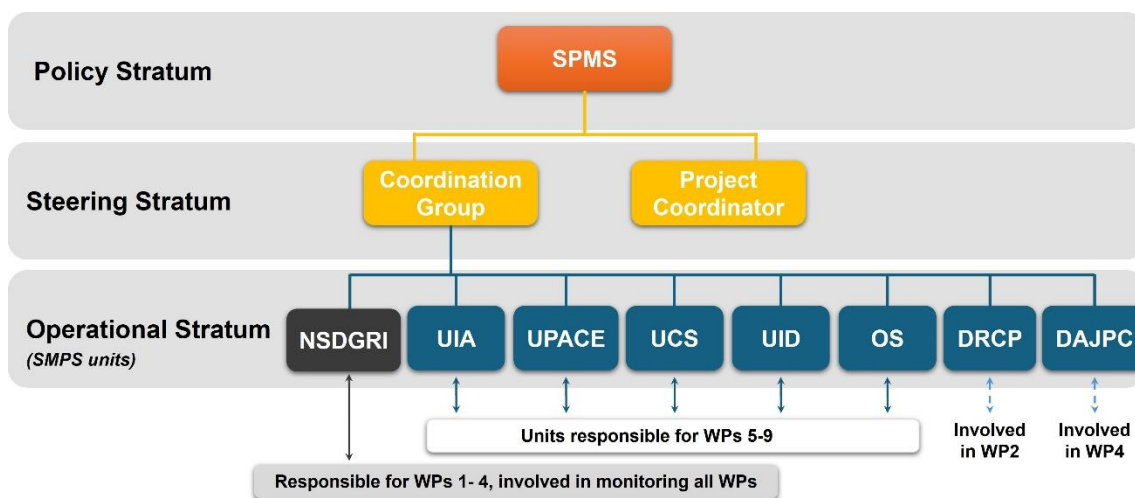 Policy Stratum
SPMS
Steering Stratum
Coordination
Group
Project
Coordinator
Operational Stratum
(SMPS units)
NSDGRI
UIA
UPACE
UCS
UID
OS
DRCP
DAJPC
Units responsible for WPs 5-9
Involved
in WP2
Involved
in WP4
Responsible for WPs 1- 4, involved in monitoring all WPs